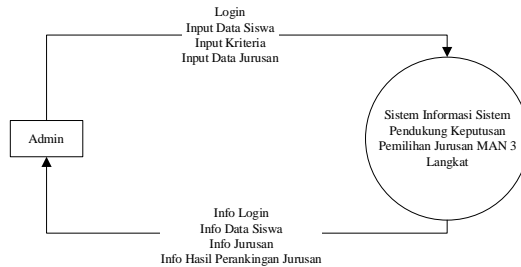 Login
Input Data Siswa
Input Kriteria
Input Data Jurusan
Admin
Sistem Informasi Sistem
Pendukung Keputusan
Pemilihan Jurusan MAN 3
Langkat
Info Login
Info Data Siswa
Info Jurusan
Info Hasil Perankingan Jurusan